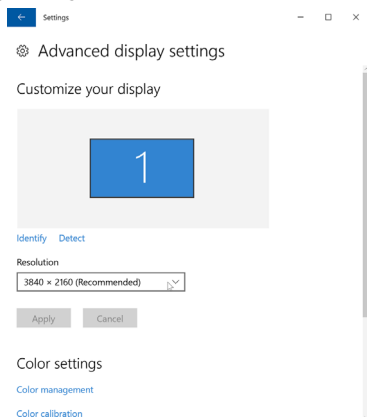 Settings
Advanced display settings
Customize your display
1
Identify Detect
Resolution
3840 × 2160 (Recommended)
Apply Cancel
Color settings
Color management
Color calibration